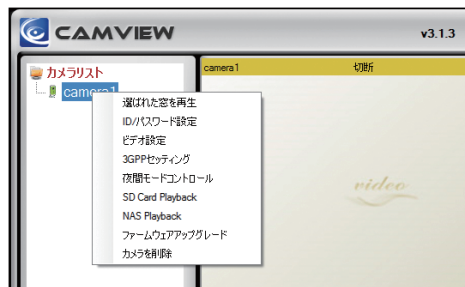 CAMVIEW
v3.1.3
カメラリスト
camera1
camera1 切断
選ばれた窓を再生
ID/パスワード設定
ビデオ設定
3GPPセッティング
夜間モードコントロール
SD Card Playback
NAS Playback
ファームウェアアップグレード
カメラを削除
video